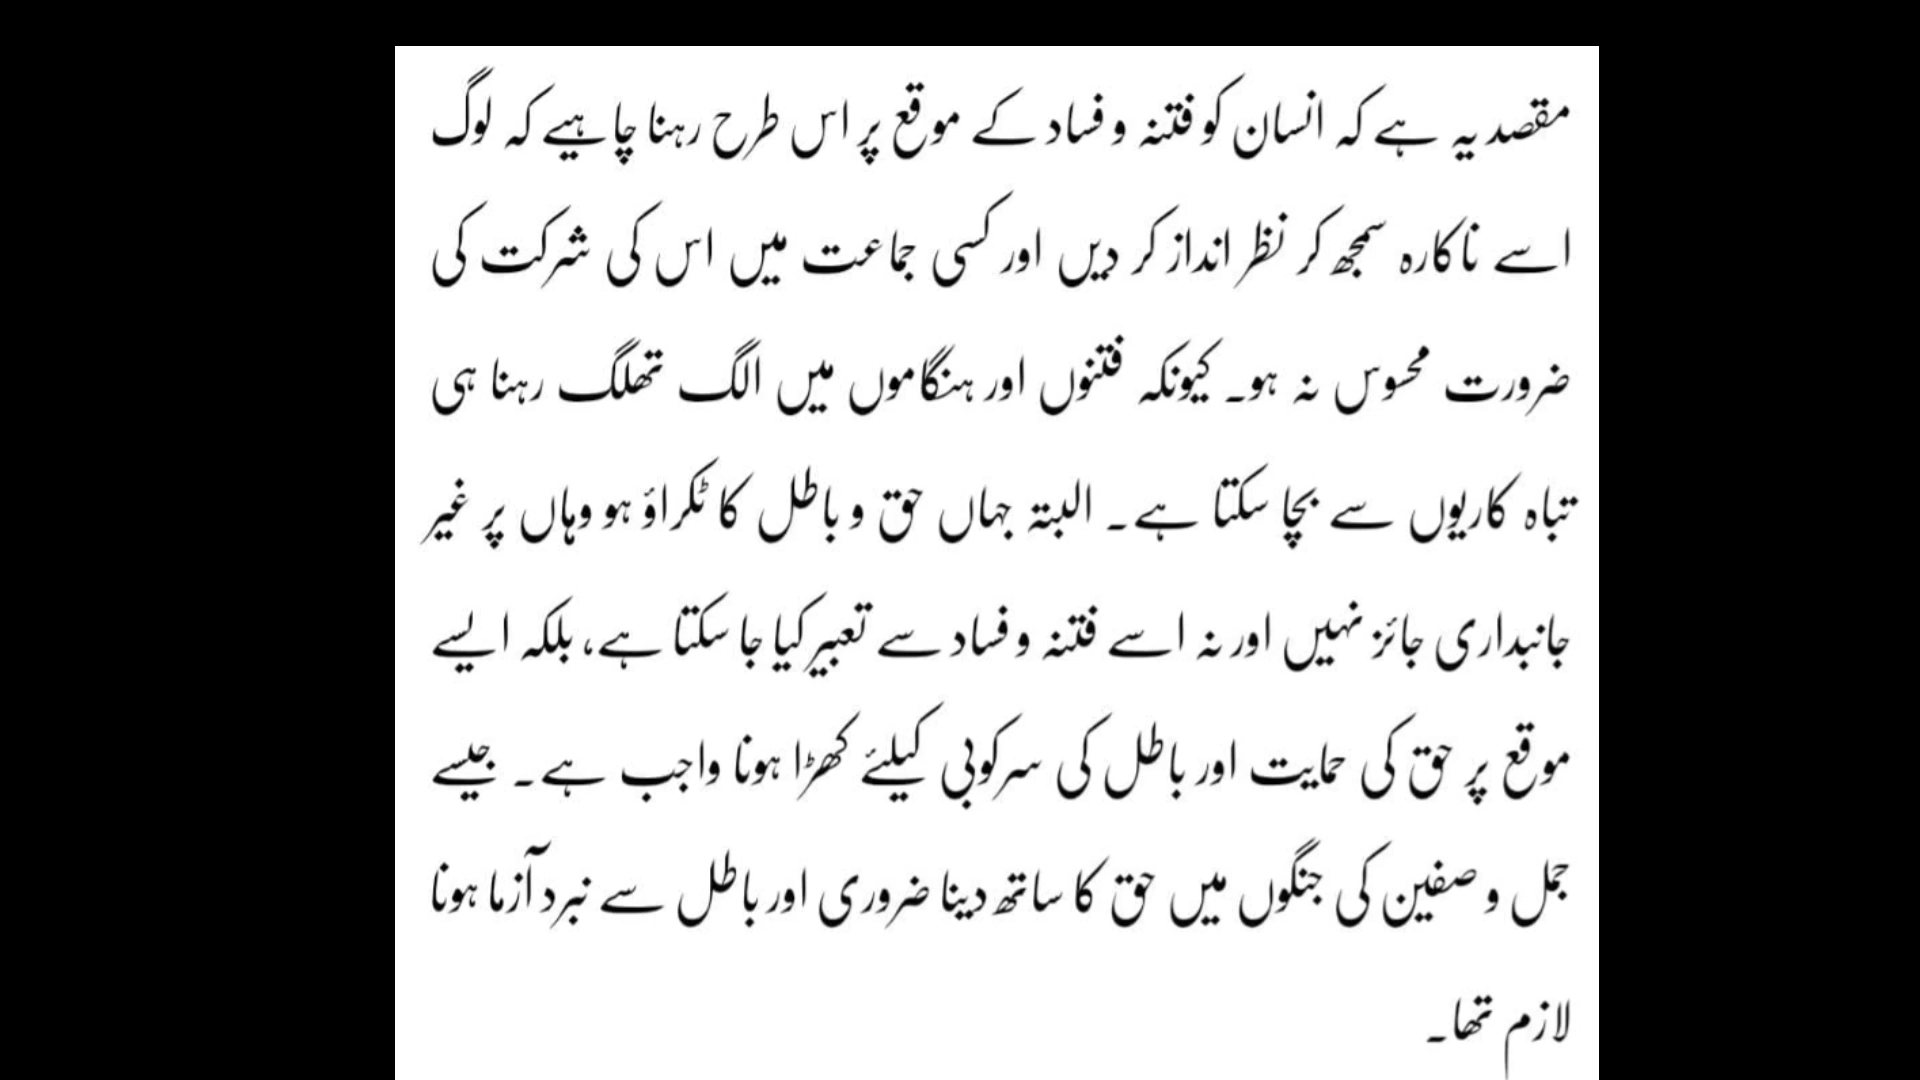 مقصد یہ ہے کہ انسان کو فتنہ و فساد کے موقع پر اس طرح رہنا چاہیے کہ لوگ
اسے ناکارہ سمجھ کر نظر انداز کر دیں اور کسی جماعت میں اس کی شرکت کی
ضرورت محسوس نہ ہو۔ کیونکہ فتنوں اور ہنگاموں میں الگ تھلگ رہنا ہی
تباہ کاریوں سے بچا سکتا ہے۔ البتہ جہاں حق و باطل کا ٹکراؤ ہو وہاں پر غیر
جانبداری جائز نہیں اور نہ اسے فتنہ و فساد سے تعبیر کیا جا سکتا ہے، بلکہ ایسے
موقع پر حق کی حمایت اور باطل کی سرکوبی کیلئے کھڑا ہونا واجب ہے۔ جیسے
جمل و صفین کی جنگوں میں حق کا ساتھ دینا ضروری اور باطل سے نبرد آزما ہونا
لازم تھا۔